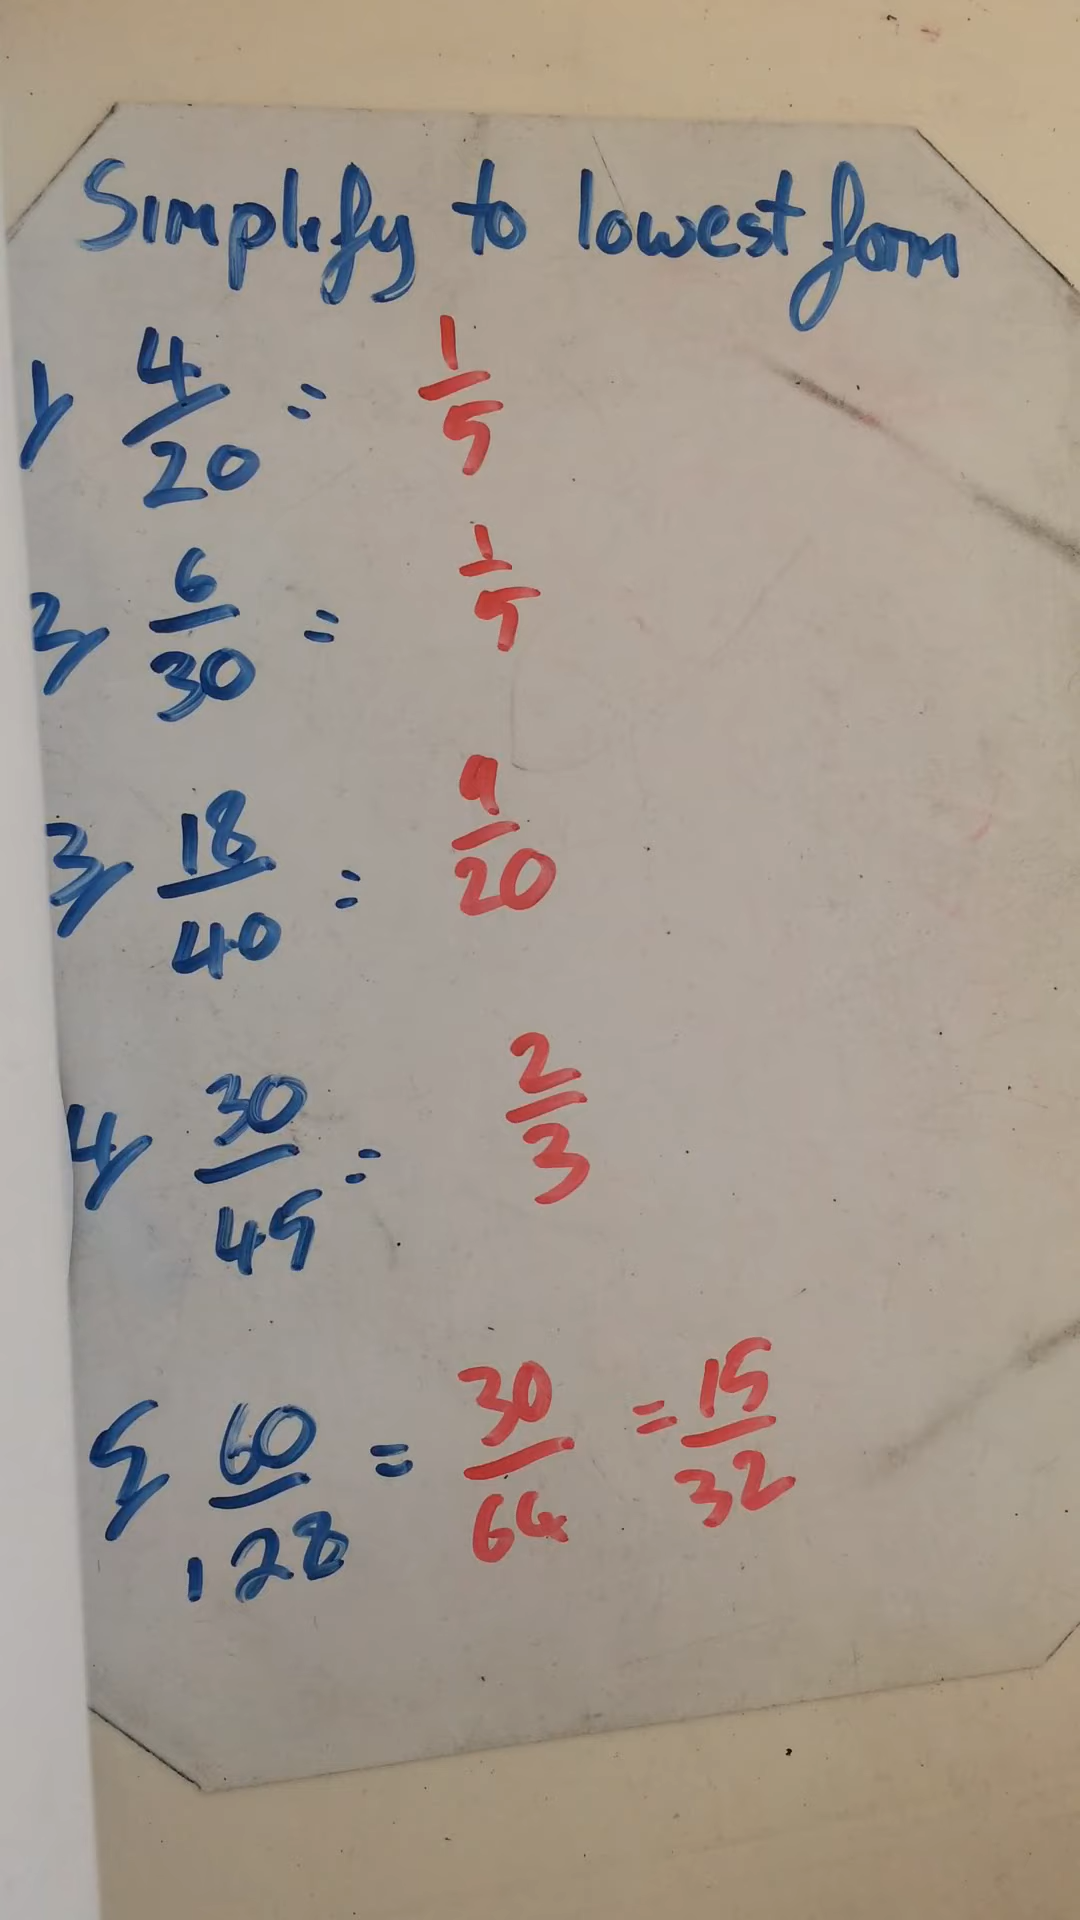 Simplify to lowest form
1) 4/20 = 1/5
2) 6/30 = 1/5
3) 18/40 = 9/20
4) 30/45 = 2/3
5) 60/128 = 30/64 = 15/32